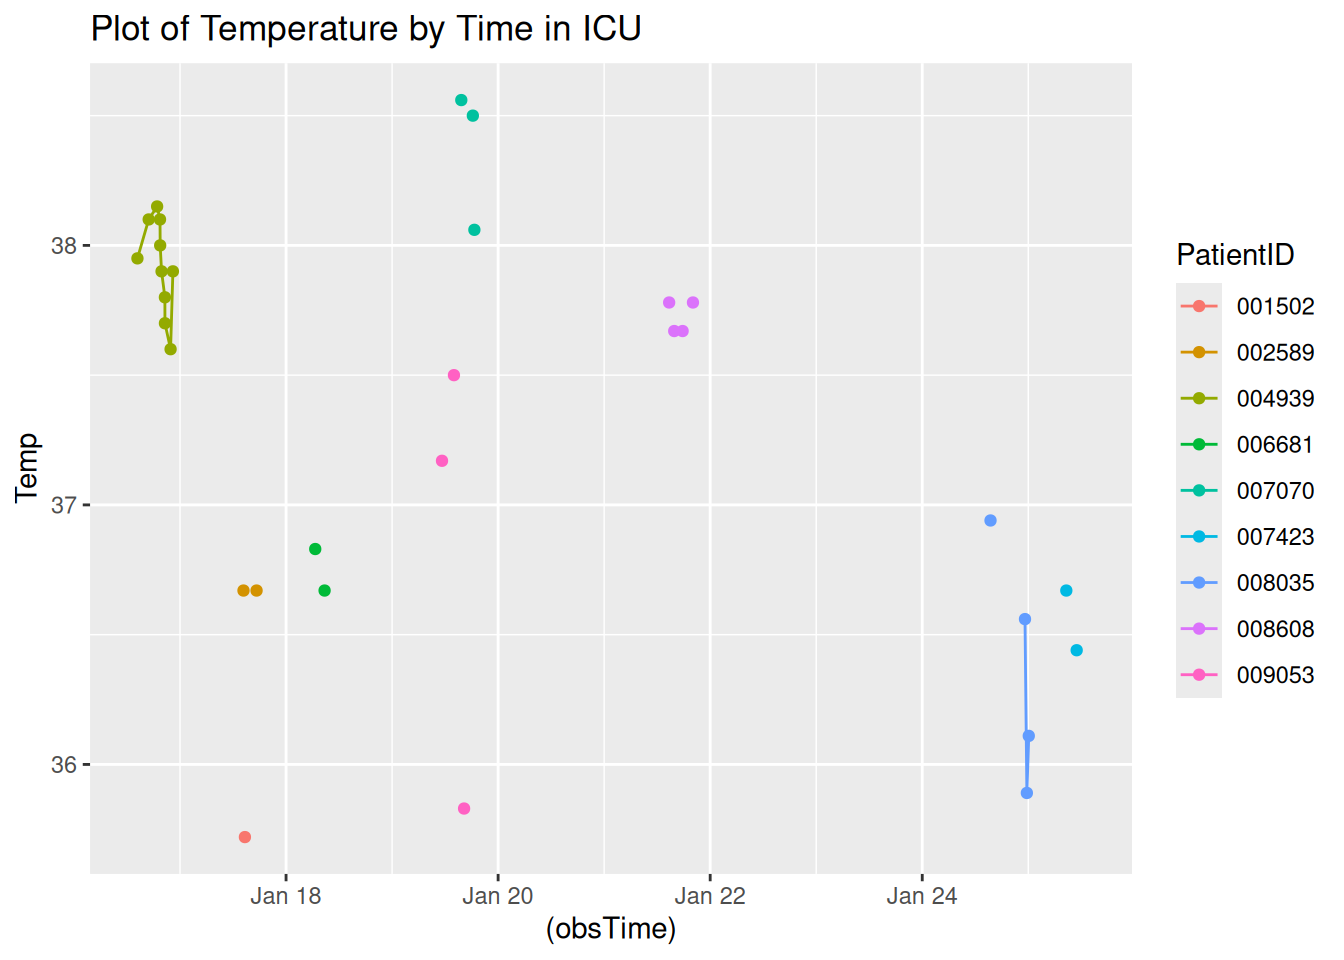 Plot of Temperature by Time in ICU
Temp
38
37
36
Jan 18
Jan 20
Jan 22
Jan 24
(obsTime)
PatientID
001502
002589
004939
006681
007070
007423
008035
008608
009053